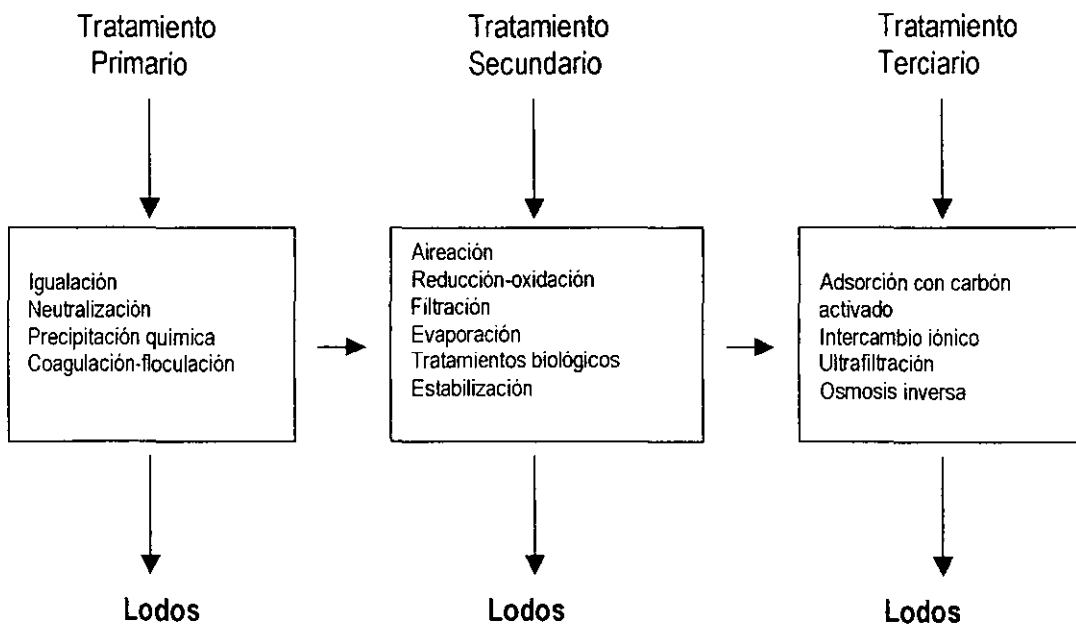 Tratamiento
Primario
Tratamiento
Secundario
Tratamiento
Terciario
Igualación
Neutralización
Precipitación química
Coagulación-floculación
Aireación
Reducción-oxidación
Filtración
Evaporación
Tratamientos biológicos
Estabilización
Adsorción con carbón
activado
Intercambio iónico
Ultrafiltración
Osmosis inversa
Lodos
Lodos
Lodos